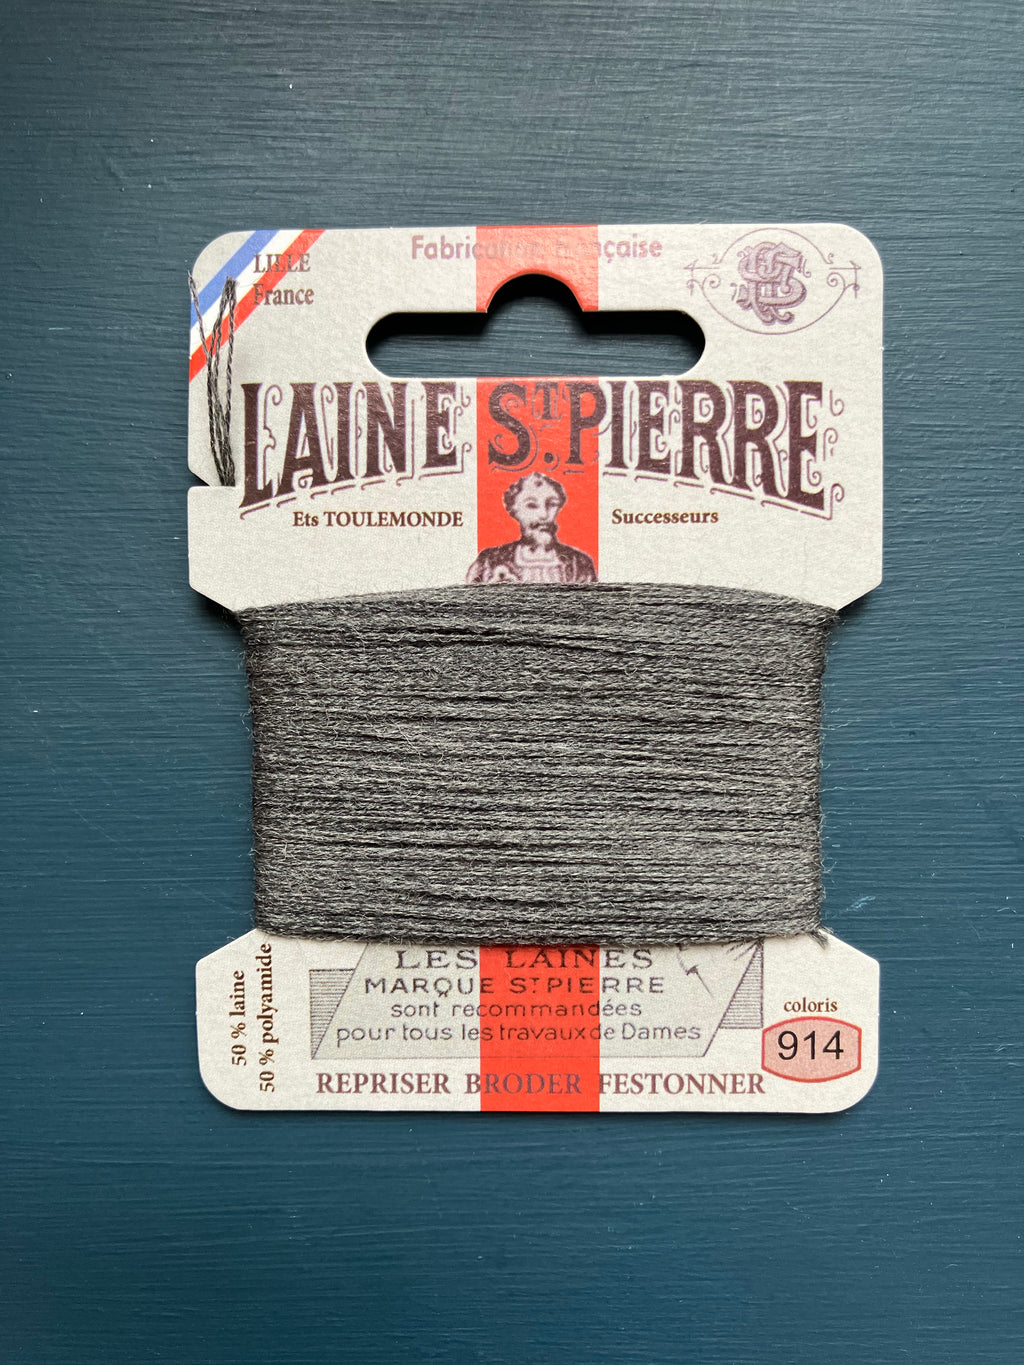 Fabrication française
LILLE
France
LAINE ST. PIERRE
Ets TOULEMONDE Successeurs
LES LAINES
MARQUE ST PIERRE
sont recommandées
pour tous les travaux de Dames
REPRISER BRODER FESTONNER
50 % laine
50 % polyamide
coloris
914